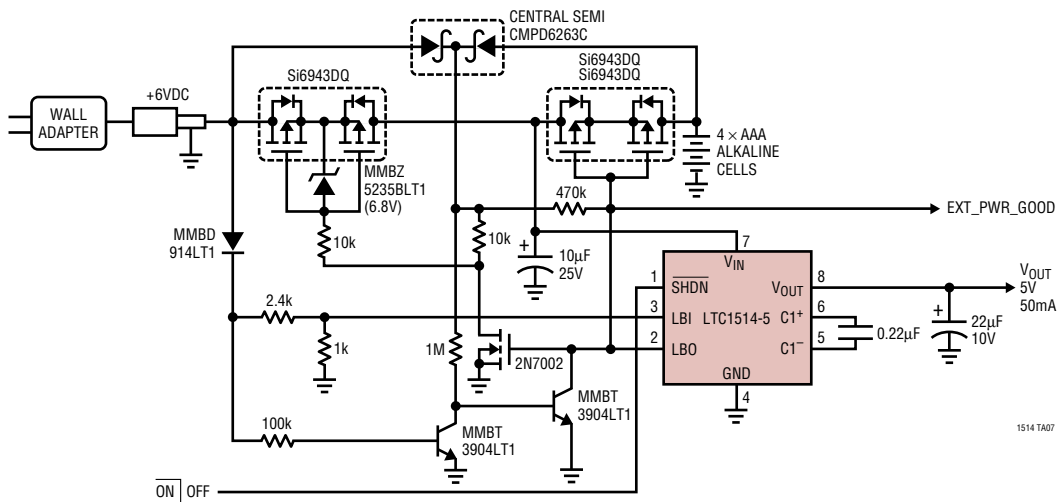 CENTRAL SEMI
CMPD6263C
Si6943DQ
Si6943DQ
Si6943DQ
+6VDC
WALL
ADAPTER
4 × AAA
ALKALINE
CELLS
MMBZ
5235BLT1
(6.8V)
470k
EXT_PWR_GOOD
MMBD
914LT1
10k
10k
+
10µF
25V
7
VIN
1
SHDN
VOUT
8
VOUT
5V
50mA
2.4k
3
LBI
LTC1514-5
C1+
6
+
22µF
10V
0.22µF
1k
1M
2N7002
2
LBO
C1–
5
GND
4
MMBT
3904LT1
100k
MMBT
3904LT1
1514 TA07
ON OFF